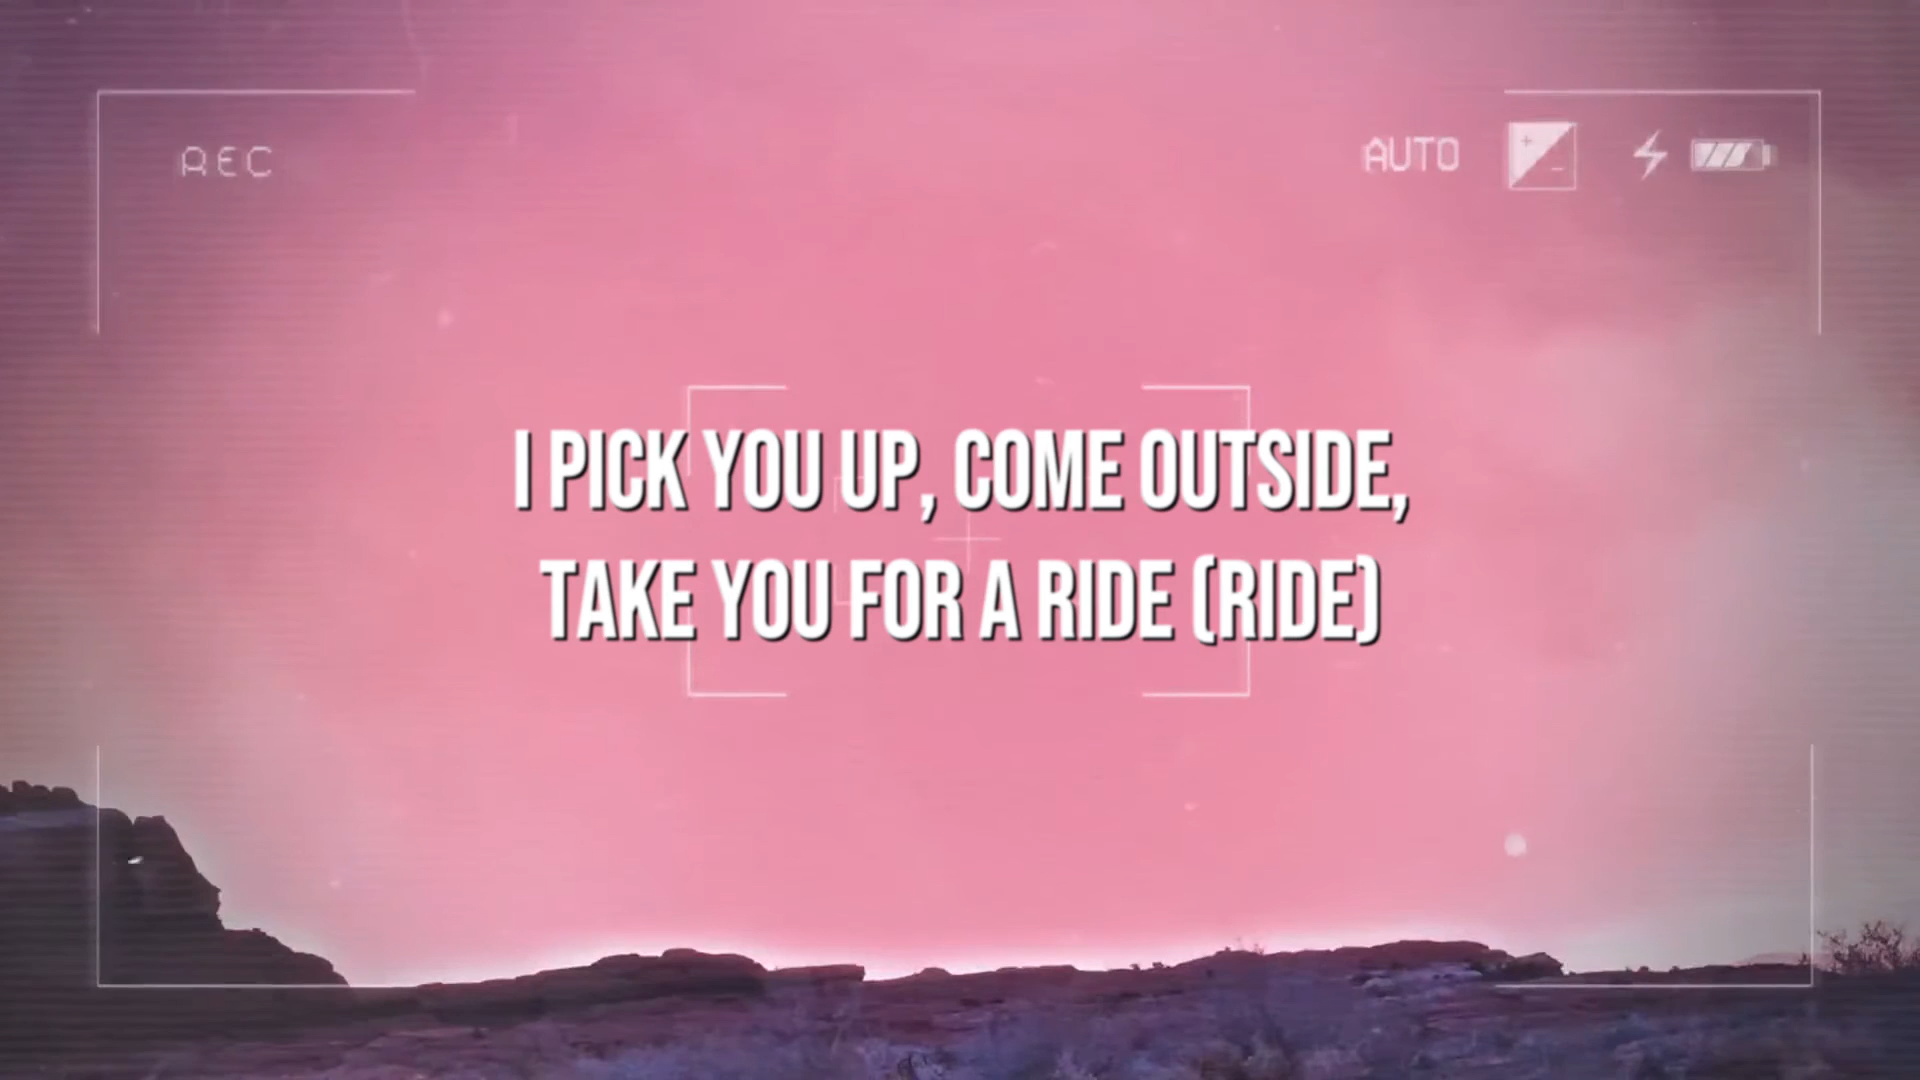 REC
AUTO
I PICK YOU UP, COME OUTSIDE,
TAKE YOU FOR A RIDE (RIDE)